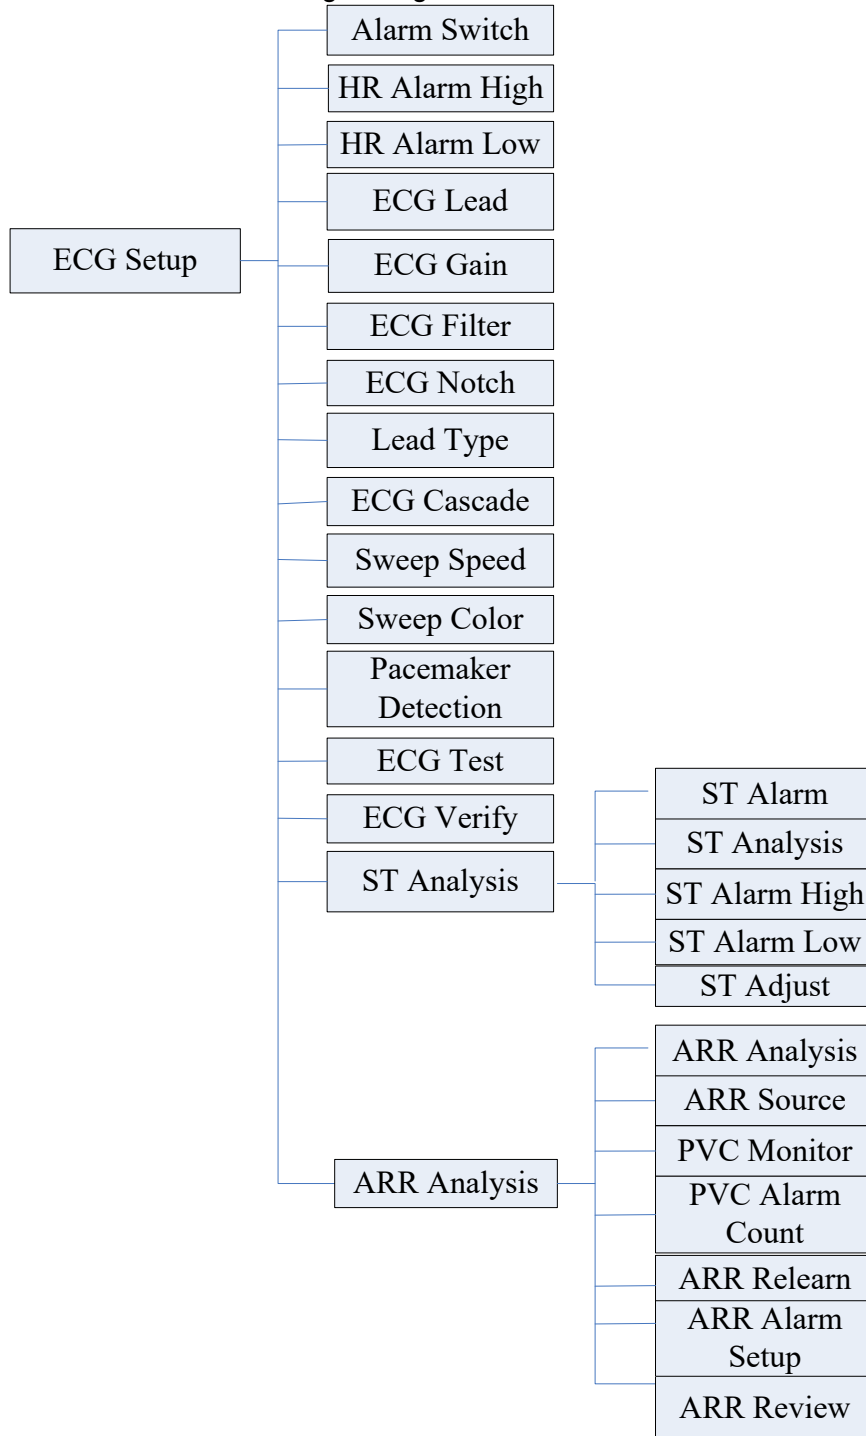 Alarm Switch
HR Alarm High
HR Alarm Low
ECG Lead
ECG Setup
ECG Gain
ECG Filter
ECG Notch
Lead Type
ECG Cascade
Sweep Speed
Sweep Color
Pacemaker
Detection
ECG Test
ECG Verify
ST Analysis
ST Alarm
ST Analysis
ST Alarm High
ST Alarm Low
ST Adjust
ARR Analysis
ARR Analysis
ARR Source
PVC Monitor
PVC Alarm
Count
ARR Relearn
ARR Alarm
Setup
ARR Review